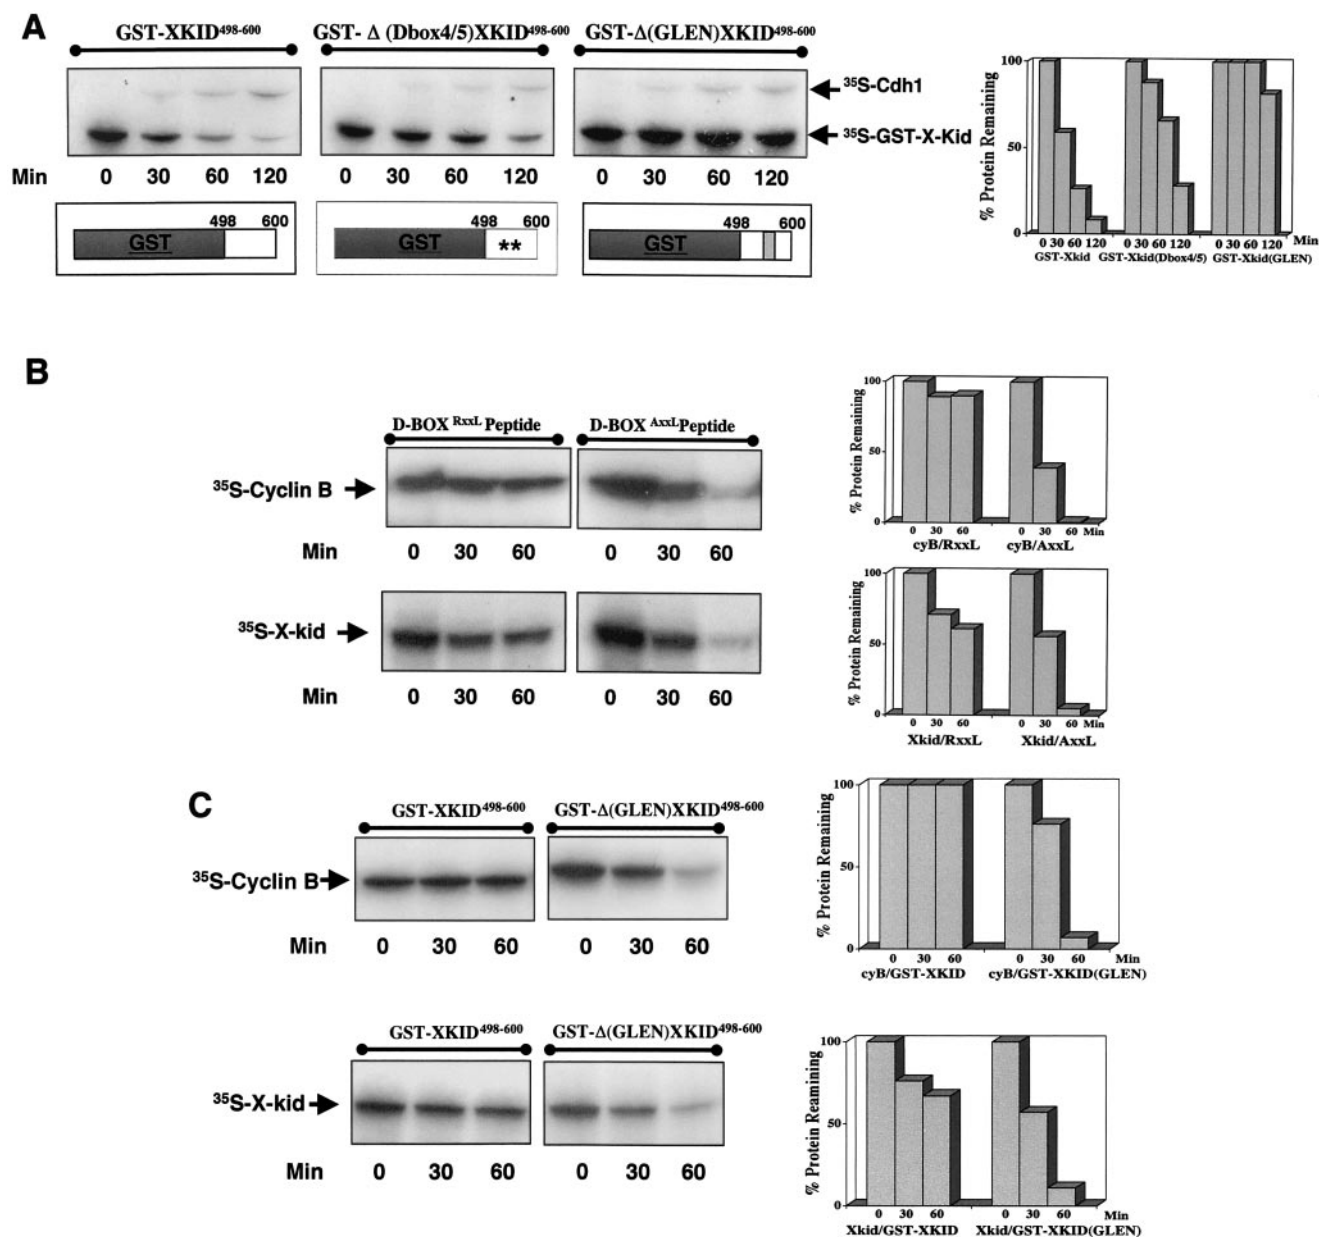 A
GST-XKID498-600
GST- Δ (Dbox4/5)XKID498-600
GST-Δ(GLEN)XKID498-600
35S-Cdh1
35S-GST-X-Kid
Min 0 30 60 120 0 30 60 120 0 30 60 120
498 600
GST
498 600
GST **
498 600
GST
% Protein Remaining
100
50
0
0 30 60 120 0 30 60 120 0 30 60 120 Min
GST-Xkid GST-Xkid(Dbox4/5) GST-Xkid(GLEN)
B
D-BOX RxxL Peptide
D-BOX AxxL Peptide
35S-Cyclin B
Min 0 30 60 0 30 60
35S-X-kid
Min 0 30 60 0 30 60
% Protein Remaining
100
50
0
0 30 60 0 30 60 Min
cyB/RxxL cyB/AxxL
% Protein Remaining
100
50
0
0 30 60 0 30 60 Min
Xkid/RxxL Xkid/AxxL
C
GST-XKID498-600
GST-Δ(GLEN)XKID498-600
35S-Cyclin B
Min 0 30 60 0 30 60
GST-XKID498-600
GST-Δ(GLEN)XKID498-600
35S-X-kid
Min 0 30 60 0 30 60
% Protein Remaining
100
50
0
0 30 60 0 30 60 Min
cyB/GST-XKID cyB/GST-XKID(GLEN)
% Protein Reamining
100
50
0
0 30 60 0 30 60 Min
Xkid/GST-XKID Xkid/GST-XKID(GLEN)